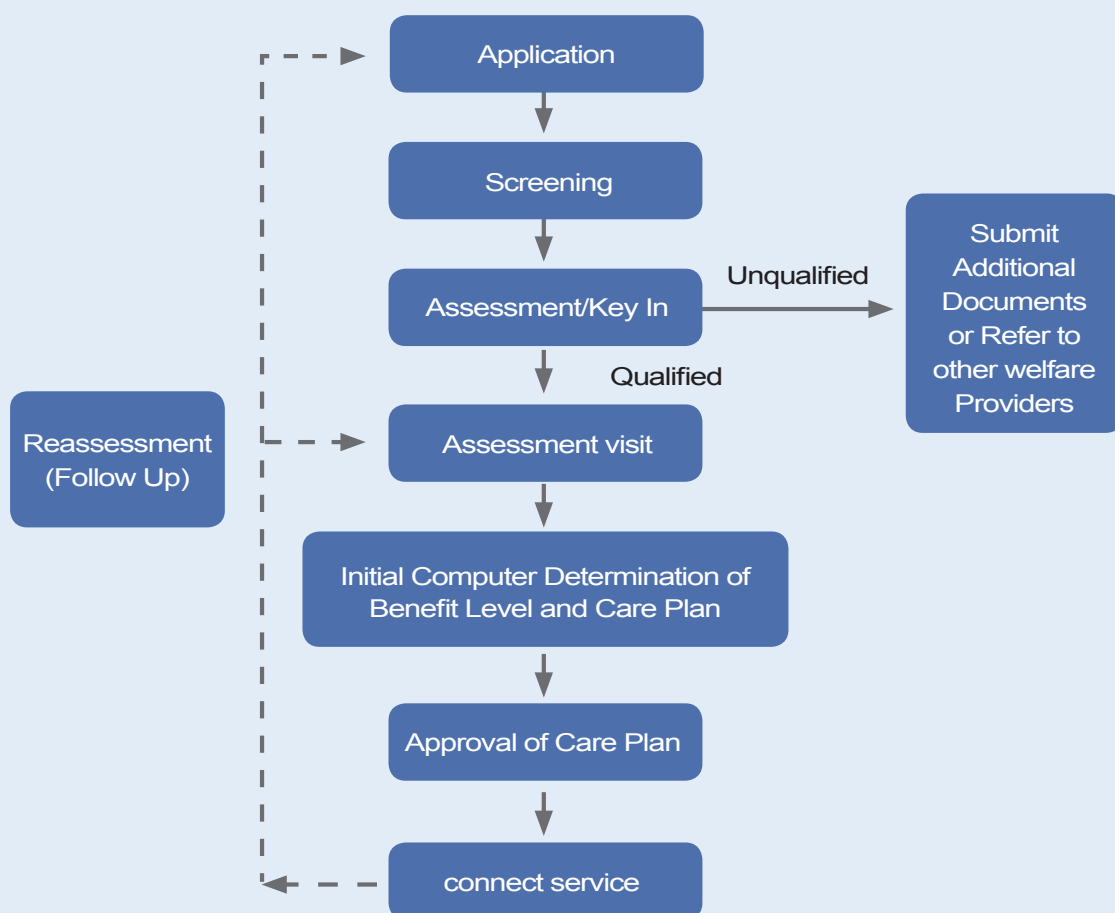 Application
Screening
Assessment/Key In
Unqualified
Submit
Additional
Documents
or Refer to
other welfare
Providers
Qualified
Assessment visit
Reassessment
(Follow Up)
Initial Computer Determination of
Benefit Level and Care Plan
Approval of Care Plan
connect service